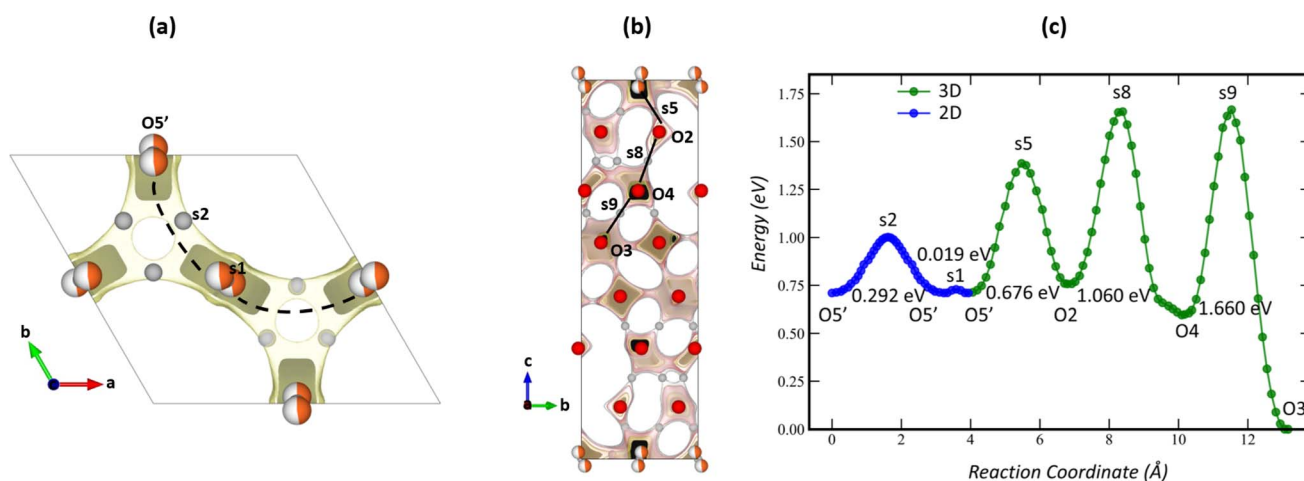 (a)
(b)
(c)
O5'
s2
s1
b
a
s5
O2
s8
O4
s9
O3
c
b
3D
2D
s8
s9
s5
s2
0.019 eV
s1
0.292 eV
0.676 eV
1.060 eV
1.660 eV
O5'
O5'
O5'
O2
O4
O3
Energy (eV)
1.75
1.50
1.25
1.00
0.75
0.50
0.25
0.00
0
2
4
6
8
10
12
Reaction Coordinate (Å)